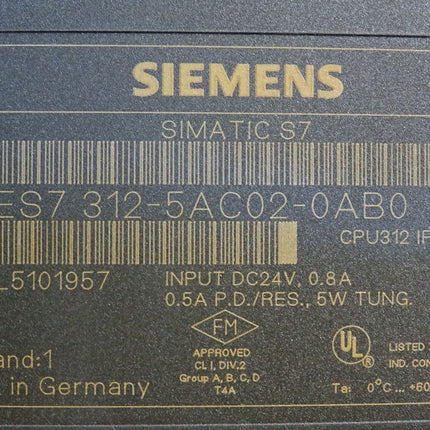 SIEMENS
SIMATIC S7
ES7 312-5AC02-0AB0
CPU312 IF
L5101957
INPUT DC24V, 0.8A
0.5A P.D./RES., 5W TUNG.
FM
APPROVED
CL I, DIV.2
Group A, B, C, D
T4A
UL
LISTED
IND. CON
and:1
in Germany
Ta: 0°C ... +60